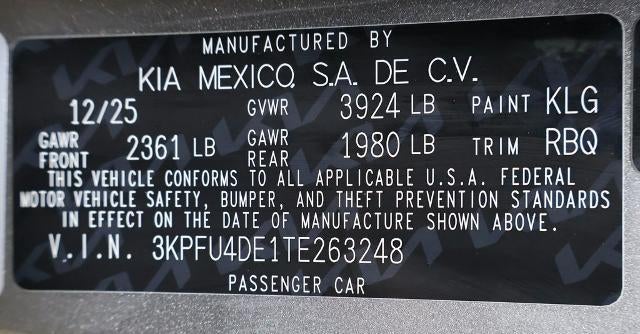 MANUFACTURED BY
KIA MEXICO, S.A. DE C.V.
12/25 GVWR 3924 LB PAINT KLG
GAWR FRONT 2361 LB GAWR REAR 1980 LB TRIM RBQ
THIS VEHICLE CONFORMS TO ALL APPLICABLE U.S.A. FEDERAL
MOTOR VEHICLE SAFETY, BUMPER, AND THEFT PREVENTION STANDARDS
IN EFFECT ON THE DATE OF MANUFACTURE SHOWN ABOVE.
V.I.N. 3KPFU4DE1TE263248
PASSENGER CAR